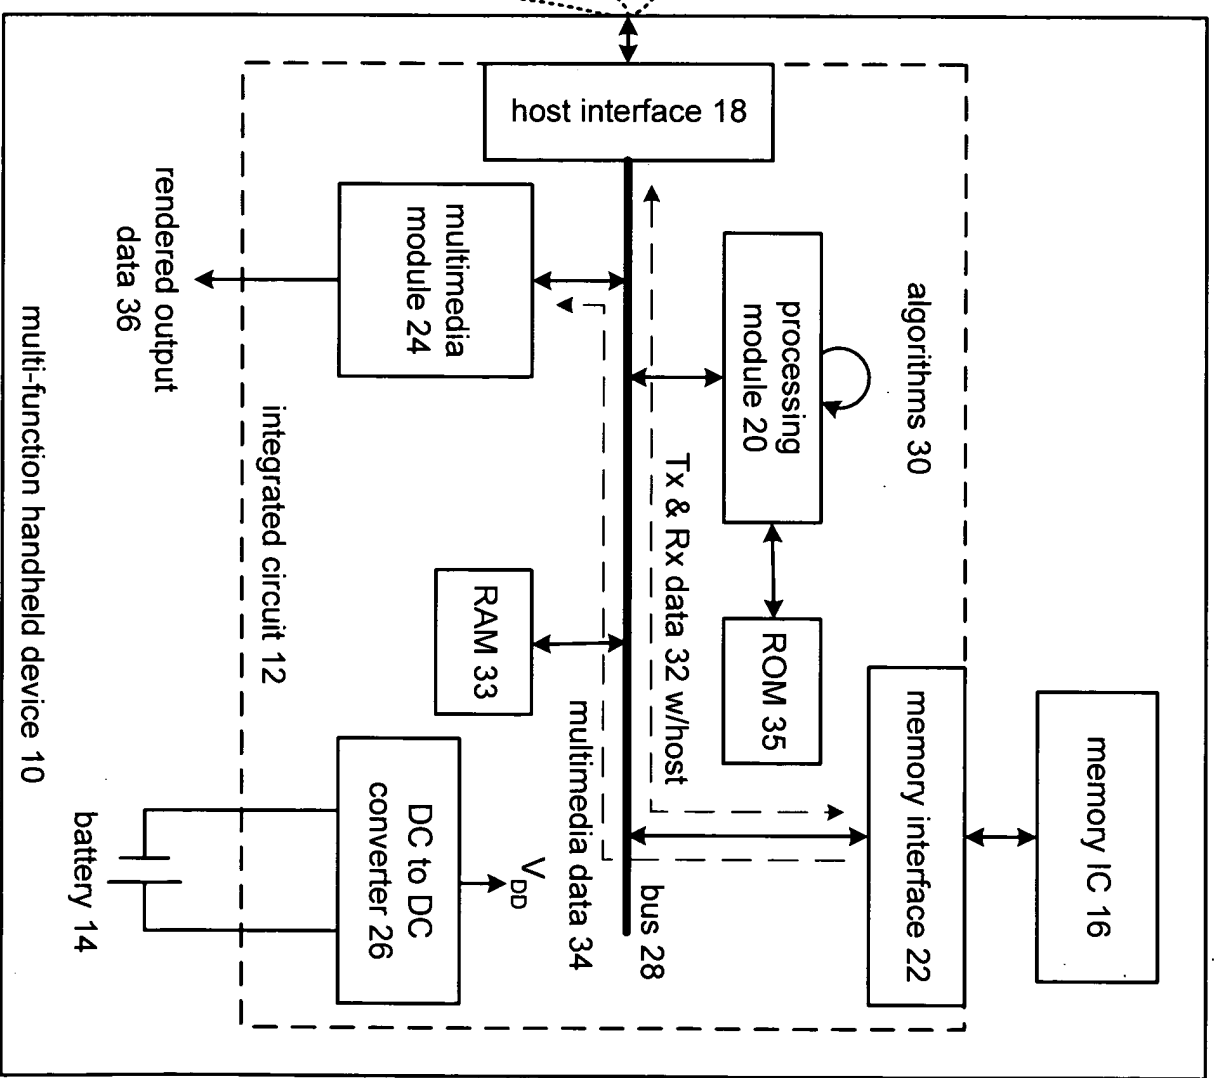 host interface 18
algorithms 30
processing
module 20
multimedia
module 24
rendered output
data 36
Tx & Rx data 32 w/host
ROM 35
memory interface 22
memory IC 16
RAM 33
multimedia data 34
bus 28
DC to DC
converter 26
VDD
integrated circuit 12
battery 14
multi-function handheld device 10